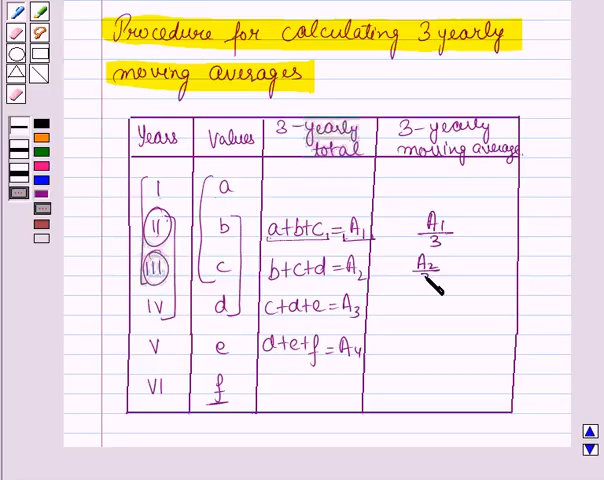 Procedure for calculating 3 yearly
moving averages
Years Values 3-yearly total 3-yearly moving average
I a
II b a+b+c,=A₁ A₁/3
III c b+c+d=A₂ A₂/3
IV d c+d+e=A₃
V e d+e+f=A₄
VI f